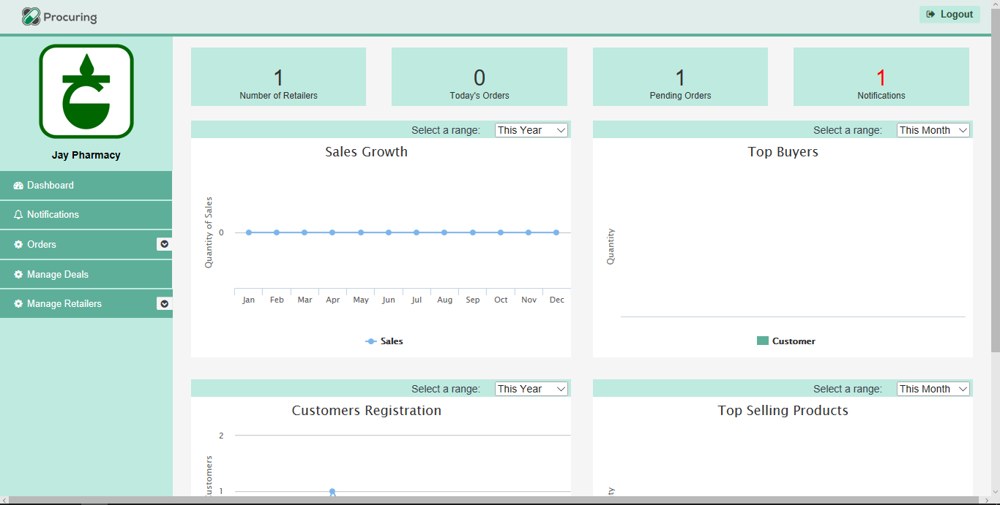 Procuring
Logout
Jay Pharmacy
Dashboard
Notifications
Orders
Manage Deals
Manage Retailers
1
Number of Retailers
0
Today's Orders
1
Pending Orders
1
Notifications
Select a range: This Year
Sales Growth
Quantity of Sales
0
Jan Feb Mar Apr May Jun Jul Aug Sep Oct Nov Dec
Sales
Select a range: This Month
Top Buyers
Quantity
Customer
Select a range: This Year
Customers Registration
2
1
Select a range: This Month
Top Selling Products